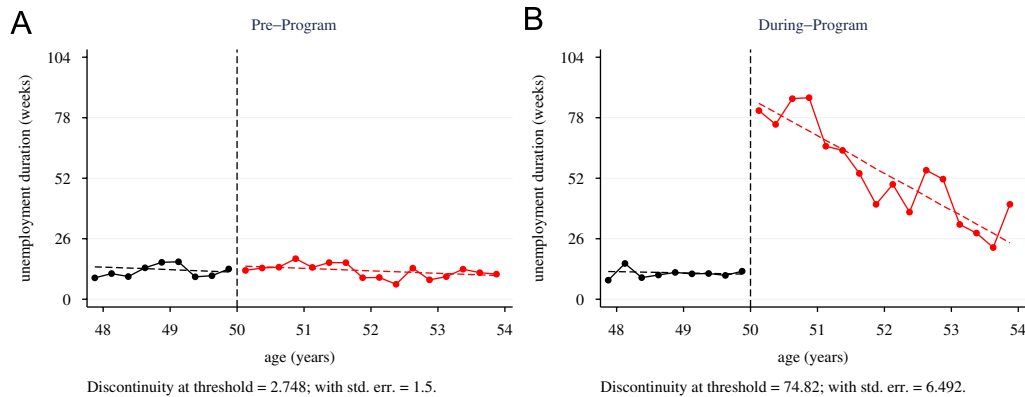 A
Pre−Program
unemployment duration (weeks)
104
78
52
26
0
48 49 50 51 52 53 54
age (years)
Discontinuity at threshold = 2.748; with std. err. = 1.5.
B
During−Program
unemployment duration (weeks)
104
78
52
26
0
48 49 50 51 52 53 54
age (years)
Discontinuity at threshold = 74.82; with std. err. = 6.492.